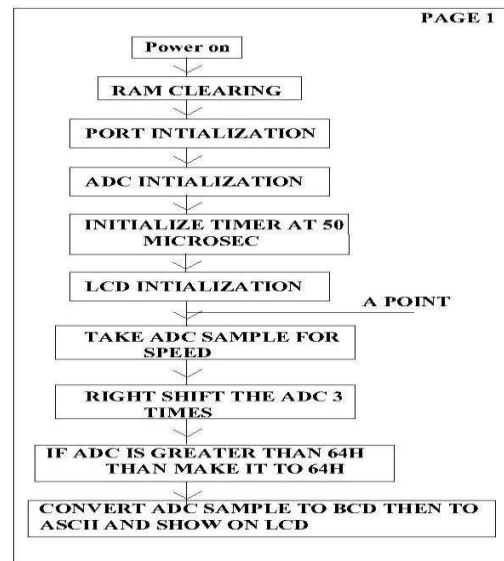 PAGE 1
Power on
RAM CLEARING
PORT INTIALIZATION
ADC INTIALIZATION
INITIALIZE TIMER AT 50
MICROSEC
LCD INTIALIZATION
A POINT
TAKE ADC SAMPLE FOR
SPEED
RIGHT SHIFT THE ADC 3
TIMES
IF ADC IS GREATER THAN 64H
THAN MAKE IT TO 64H
CONVERT ADC SAMPLE TO BCD THEN TO
ASCII AND SHOW ON LCD